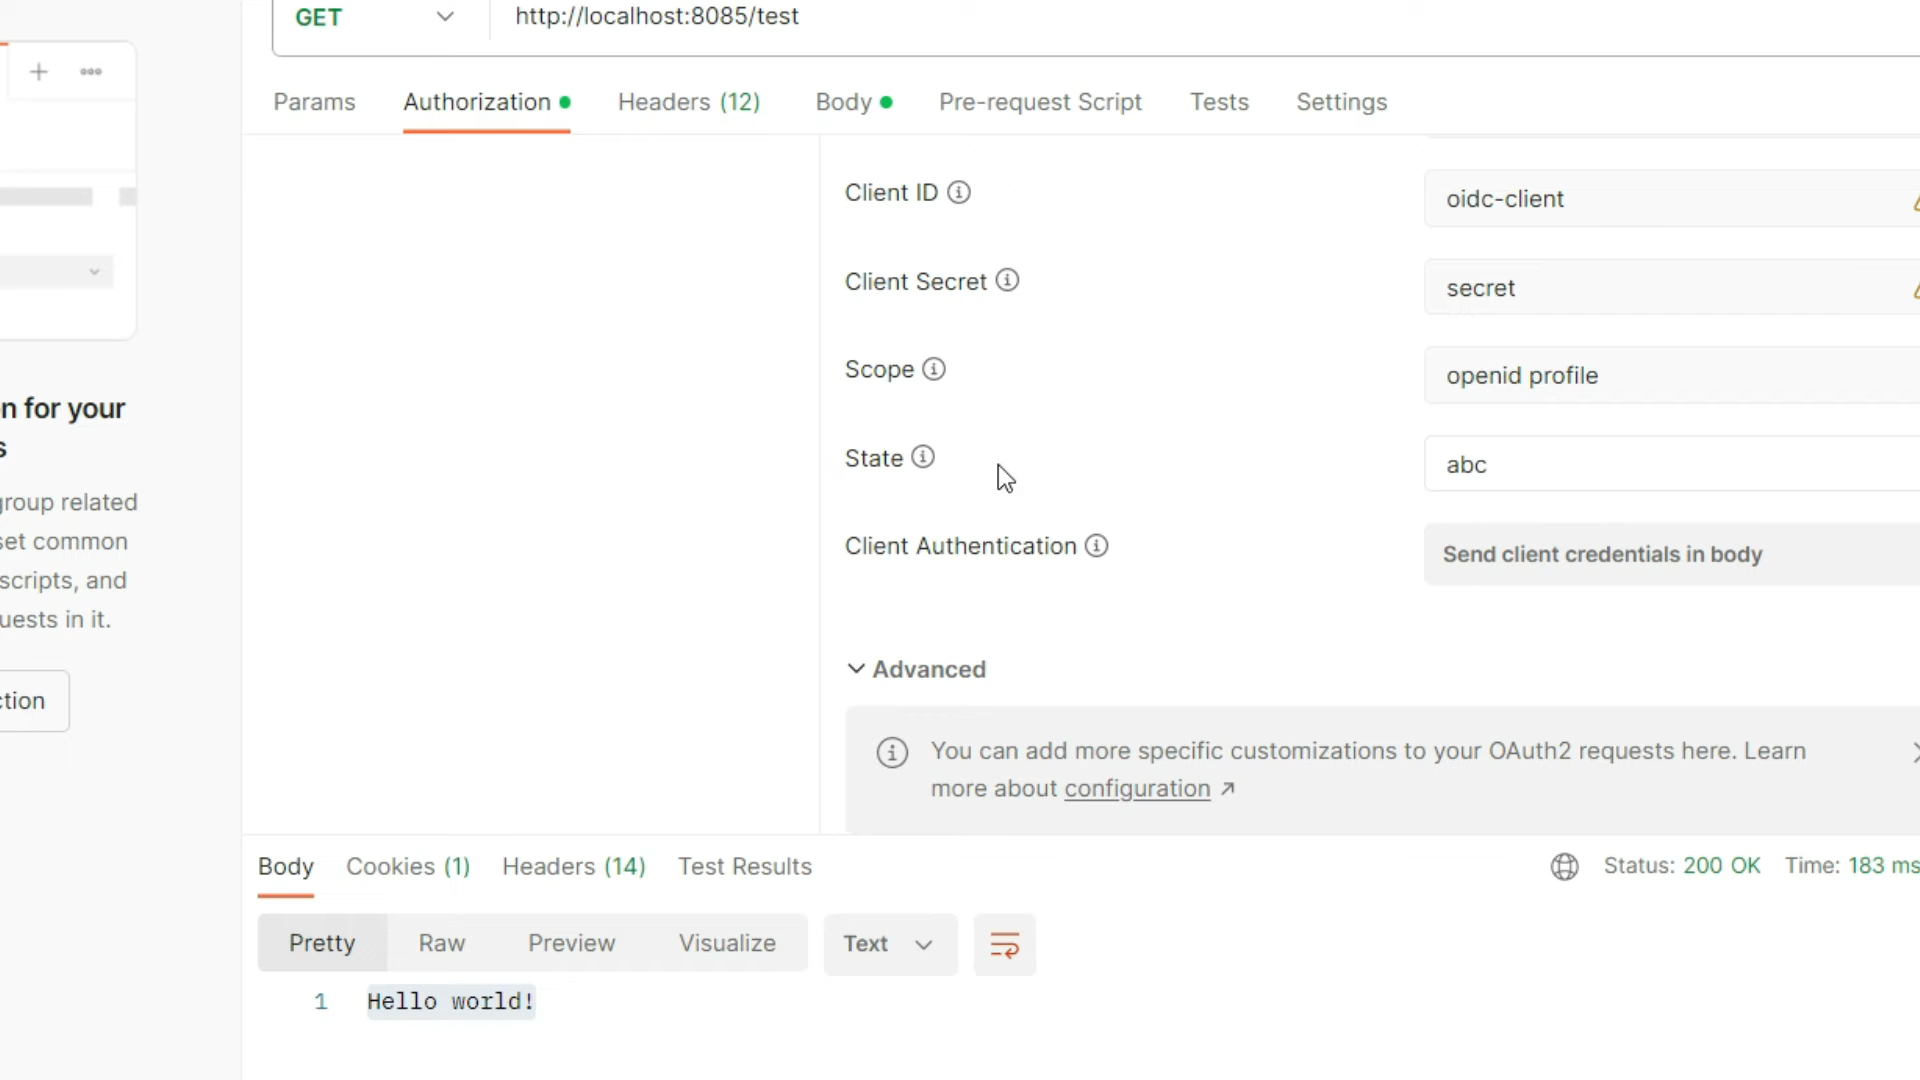 GET http://localhost:8085/test
Params Authorization Headers (12) Body Pre-request Script Tests Settings
Client ID oidc-client
Client Secret secret
Scope openid profile
State abc
Client Authentication Send client credentials in body
Advanced
You can add more specific customizations to your OAuth2 requests here. Learn
more about configuration ↗
n for your
s
group related
set common
scripts, and
uests in it.
ction
Body Cookies (1) Headers (14) Test Results Status: 200 OK Time: 183 ms
Pretty Raw Preview Visualize Text
1 Hello world!